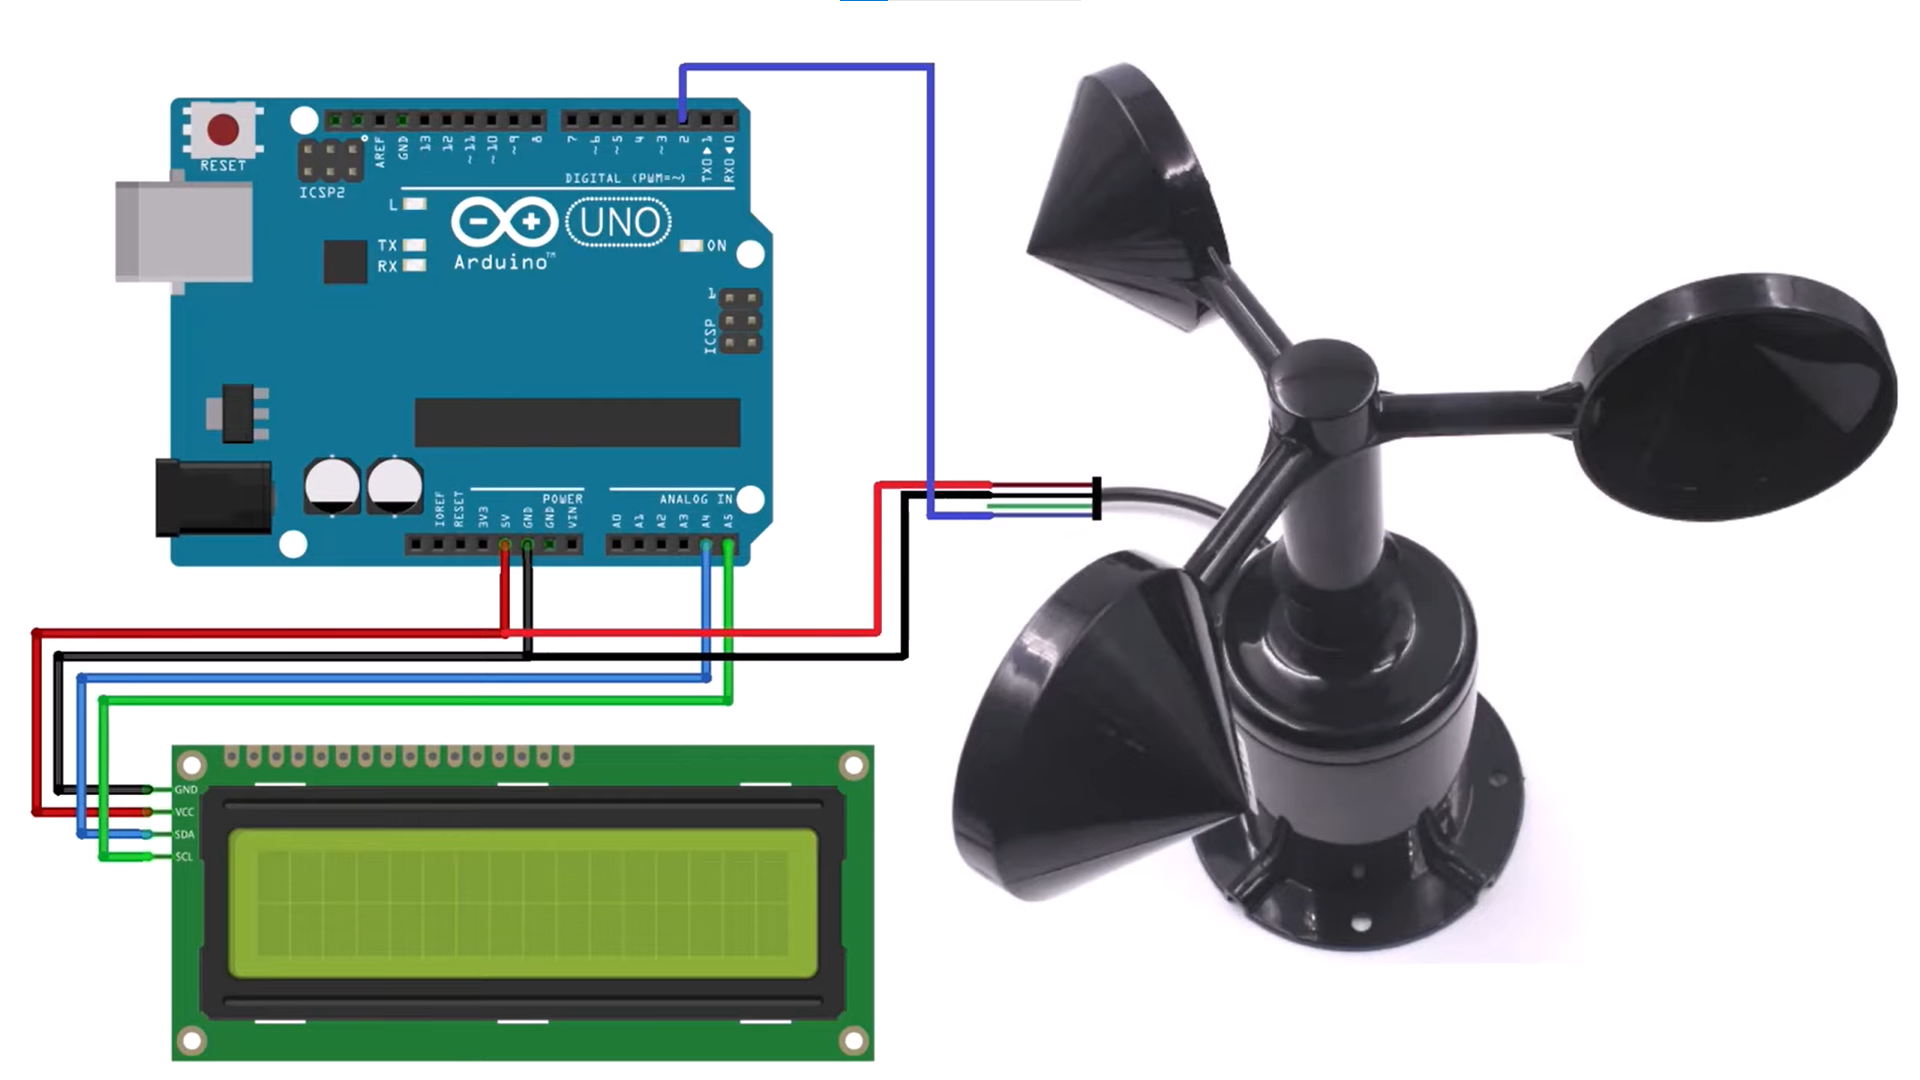 RESET
ICSP2
AREF
GND
13
12
~11
~10
~9
8
7
~6
~5
4
~3
2
TX0▶1
RX0◀0
DIGITAL (PWM=~)
L
TX
RX
UNO
Arduino™
ON
1
ICSP
IOREF
RESET
3V3
5V
GND
GND
VIN
POWER
ANALOG IN
A0
A1
A2
A3
A4
A5
GND
VCC
SDA
SCL